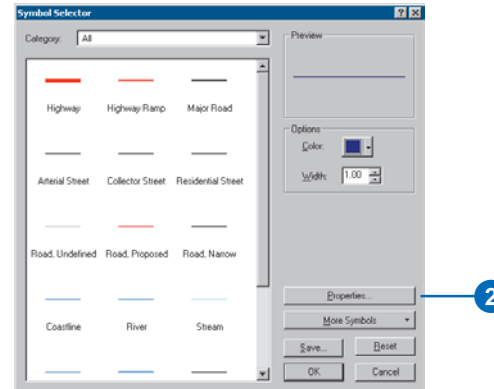 Symbol Selector
Category: All
Preview
Highway Highway Ramp Major Road
Options
Color:
Width: 1.00
Arterial Street Collector Street Residential Street
Road, Undefined Road, Proposed Road, Narrow
Properties...
2
Coastline River Stream
More Symbols
Save... Reset
OK Cancel